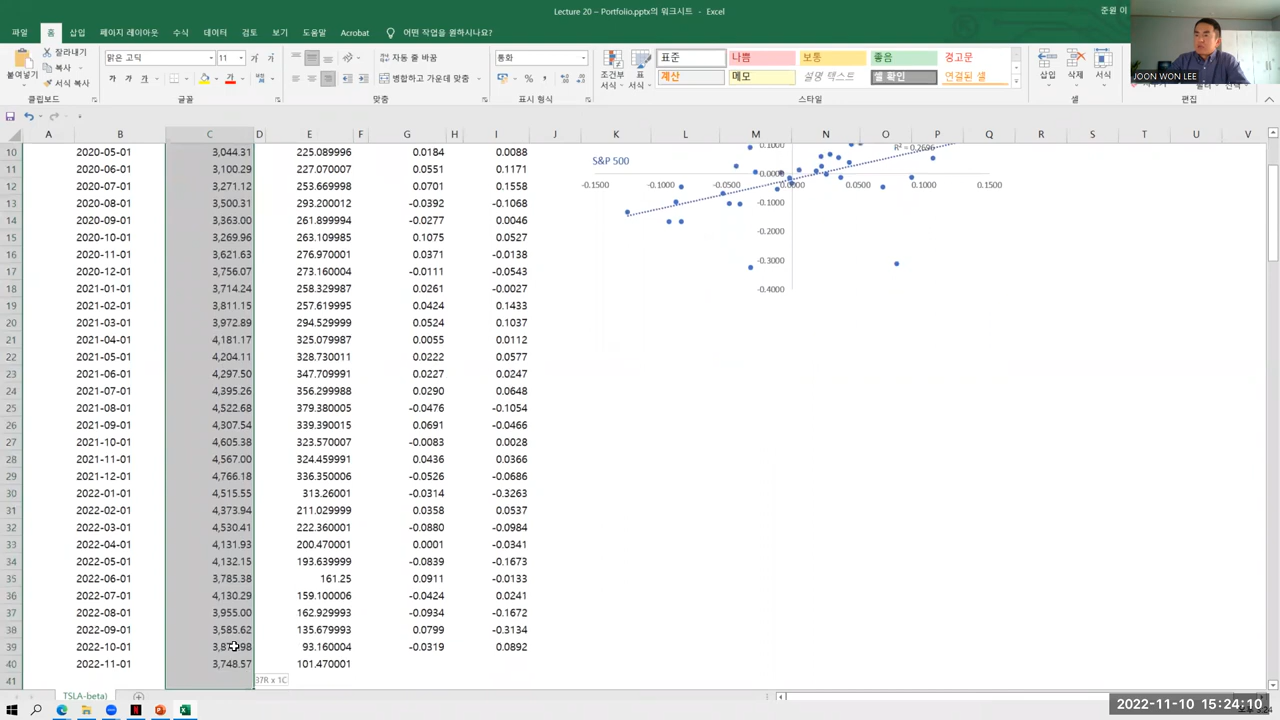 Lecture 20 – Portfolio.pptx의 워크시트 - Excel
준원 이
파일 홈 삽입 페이지 레이아웃 수식 데이터 검토 보기 도움말 Acrobat 어떤 작업을 원하시나요?
잘라내기
맑은 고딕 11
자동 줄 바꿈
통화
표준 나쁨 보통 좋음 경고문
붙여넣기 복사
서식 복사
병합하고 가운데 맞춤
조건부 서식 표 서식
계산 메모 설명 텍스트 셀 확인 연결된 셀
삽입 삭제 서식
JOON WON LEE
클립보드 글꼴 맞춤 표시 형식 스타일 셀 편집
A B C D E F G H I J K L M N O P Q R S T U V
10 2020-05-01 3,044.31 225.089996 0.0184 0.0088
11 2020-06-01 3,100.29 227.070007 0.0551 0.1171
12 2020-07-01 3,271.12 253.669998 0.0701 0.1558
13 2020-08-01 3,500.31 293.200012 -0.0392 -0.1068
14 2020-09-01 3,363.00 261.899994 -0.0277 0.0046
15 2020-10-01 3,269.96 263.109985 0.1075 0.0527
16 2020-11-01 3,621.63 276.970001 0.0371 -0.0138
17 2020-12-01 3,756.07 273.160004 -0.0111 -0.0543
18 2021-01-01 3,714.24 258.329987 0.0261 -0.0027
19 2021-02-01 3,811.15 257.619995 0.0424 0.1433
20 2021-03-01 3,972.89 294.529999 0.0524 0.1037
21 2021-04-01 4,181.17 325.079987 0.0055 0.0112
22 2021-05-01 4,204.11 328.730011 0.0222 0.0577
23 2021-06-01 4,297.50 347.709991 0.0227 0.0247
24 2021-07-01 4,395.26 356.299988 0.0290 0.0648
25 2021-08-01 4,522.68 379.380005 -0.0476 -0.1054
26 2021-09-01 4,307.54 339.390015 0.0691 -0.0466
27 2021-10-01 4,605.38 323.570007 -0.0083 0.0028
28 2021-11-01 4,567.00 324.459991 0.0436 0.0366
29 2021-12-01 4,766.18 336.350006 -0.0526 -0.0686
30 2022-01-01 4,515.55 313.26001 -0.0314 -0.3263
31 2022-02-01 4,373.94 211.029999 0.0358 0.0537
32 2022-03-01 4,530.41 222.360001 -0.0880 -0.0984
33 2022-04-01 4,131.93 200.470001 0.0001 -0.0341
34 2022-05-01 4,132.15 193.639999 -0.0839 -0.1673
35 2022-06-01 3,785.38 161.25 0.0911 -0.0133
36 2022-07-01 4,130.29 159.100006 -0.0424 0.0241
37 2022-08-01 3,955.00 162.929993 -0.0934 -0.1672
38 2022-09-01 3,585.62 135.679993 0.0799 -0.3134
39 2022-10-01 93.160004 -0.0319 0.0892
40 2022-11-01 3,748.57 101.470001
41
37R x 1C
0.1000
R² = 0.2696
S&P 500
0.0000
-0.1500 -0.1000 -0.0500 0.0000 0.0500 0.1000 0.1500
-0.1000
-0.2000
-0.3000
-0.4000
TSLA-beta)
2022-11-10 15:24:10